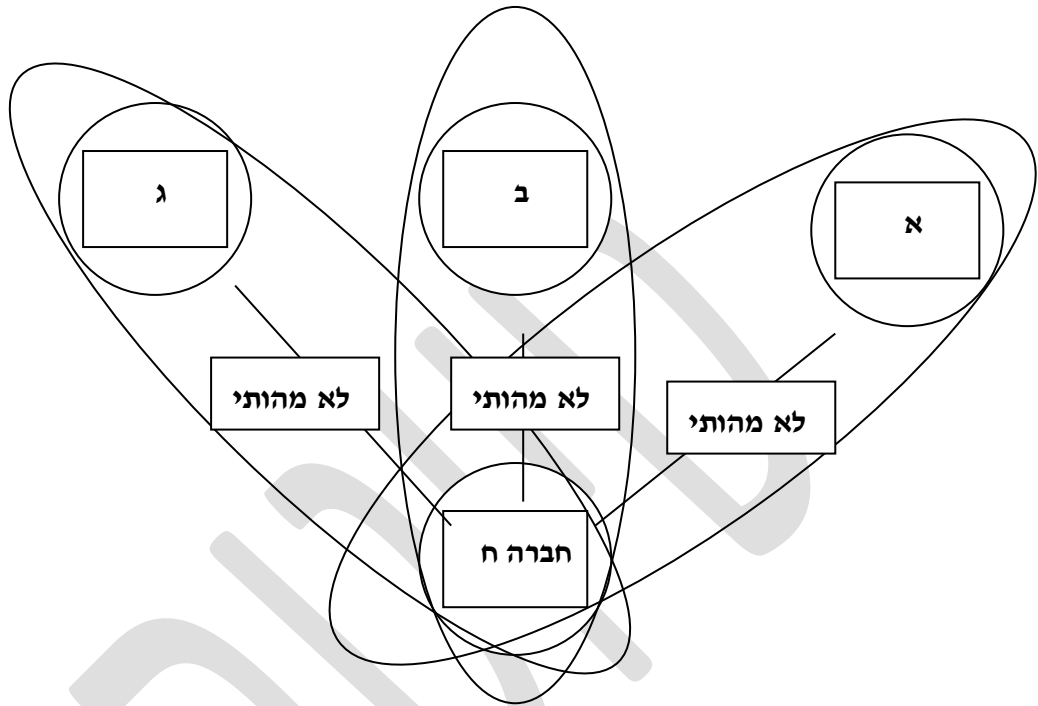 א
ב
ג
לא מהותי
לא מהותי
לא מהותי
חברה ח